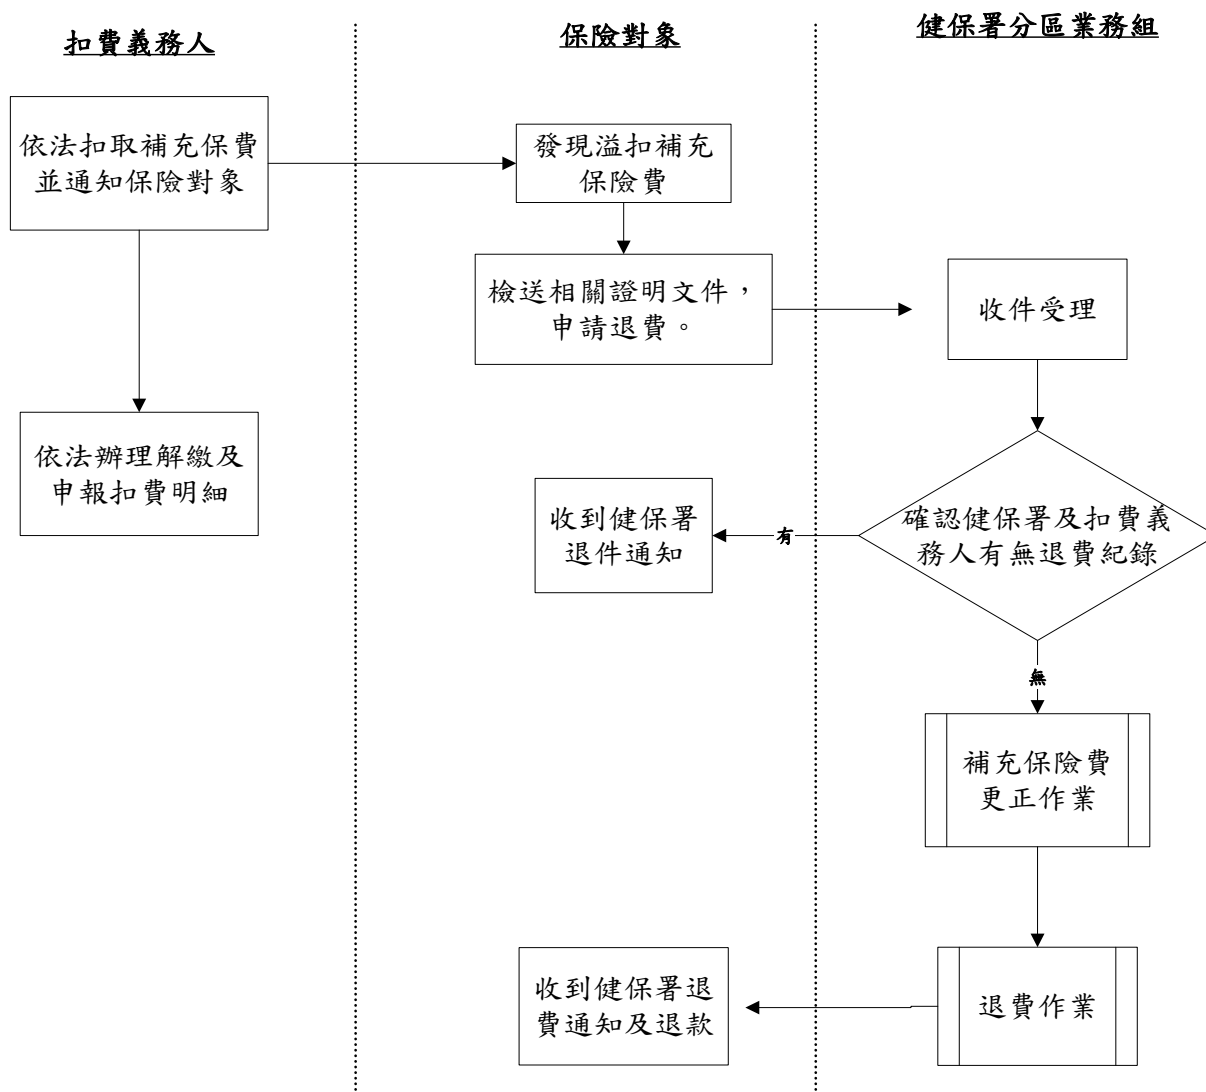 扣費義務人
保險對象
健保署分區業務組
依法扣取補充保費
並通知保險對象
發現溢扣補充
保險費
檢送相關證明文件，
申請退費。
收件受理
依法辦理解繳及
申報扣費明細
收到健保署
退件通知
有
確認健保署及扣費義
務人有無退費紀錄
無
補充保險費
更正作業
收到健保署退
費通知及退款
退費作業